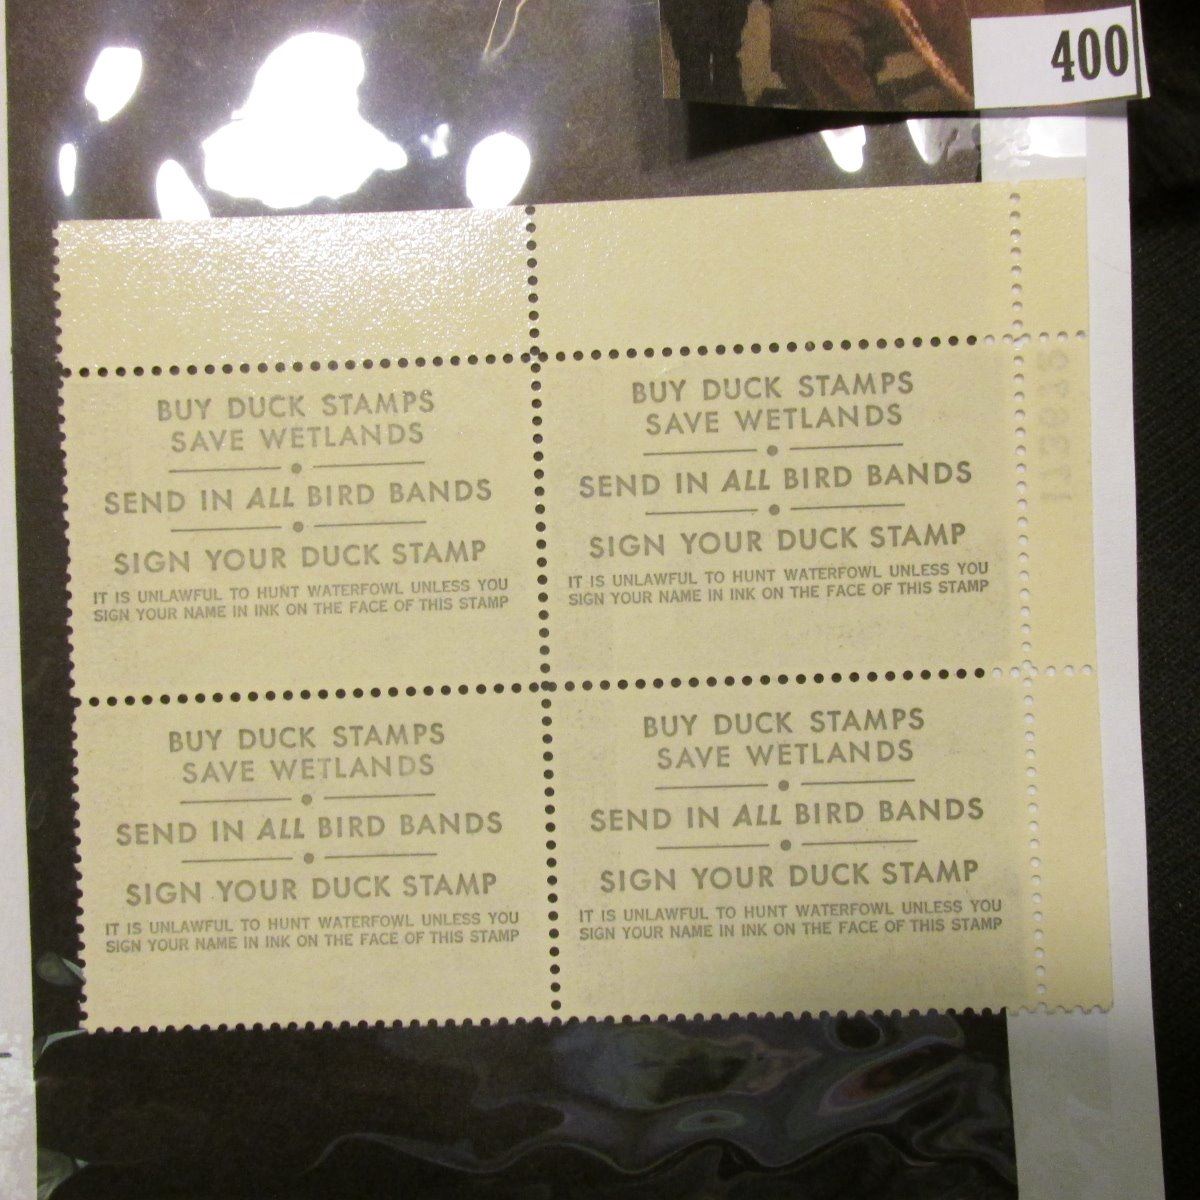 400
BUY DUCK STAMPS
SAVE WETLANDS
SEND IN ALL BIRD BANDS
SIGN YOUR DUCK STAMP
IT IS UNLAWFUL TO HUNT WATERFOWL UNLESS YOU
SIGN YOUR NAME IN INK ON THE FACE OF THIS STAMP
BUY DUCK STAMPS
SAVE WETLANDS
SEND IN ALL BIRD BANDS
SIGN YOUR DUCK STAMP
IT IS UNLAWFUL TO HUNT WATERFOWL UNLESS YOU
SIGN YOUR NAME IN INK ON THE FACE OF THIS STAMP
BUY DUCK STAMPS
SAVE WETLANDS
SEND IN ALL BIRD BANDS
SIGN YOUR DUCK STAMP
IT IS UNLAWFUL TO HUNT WATERFOWL UNLESS YOU
SIGN YOUR NAME IN INK ON THE FACE OF THIS STAMP
BUY DUCK STAMPS
SAVE WETLANDS
SEND IN ALL BIRD BANDS
SIGN YOUR DUCK STAMP
IT IS UNLAWFUL TO HUNT WATERFOWL UNLESS YOU
SIGN YOUR NAME IN INK ON THE FACE OF THIS STAMP